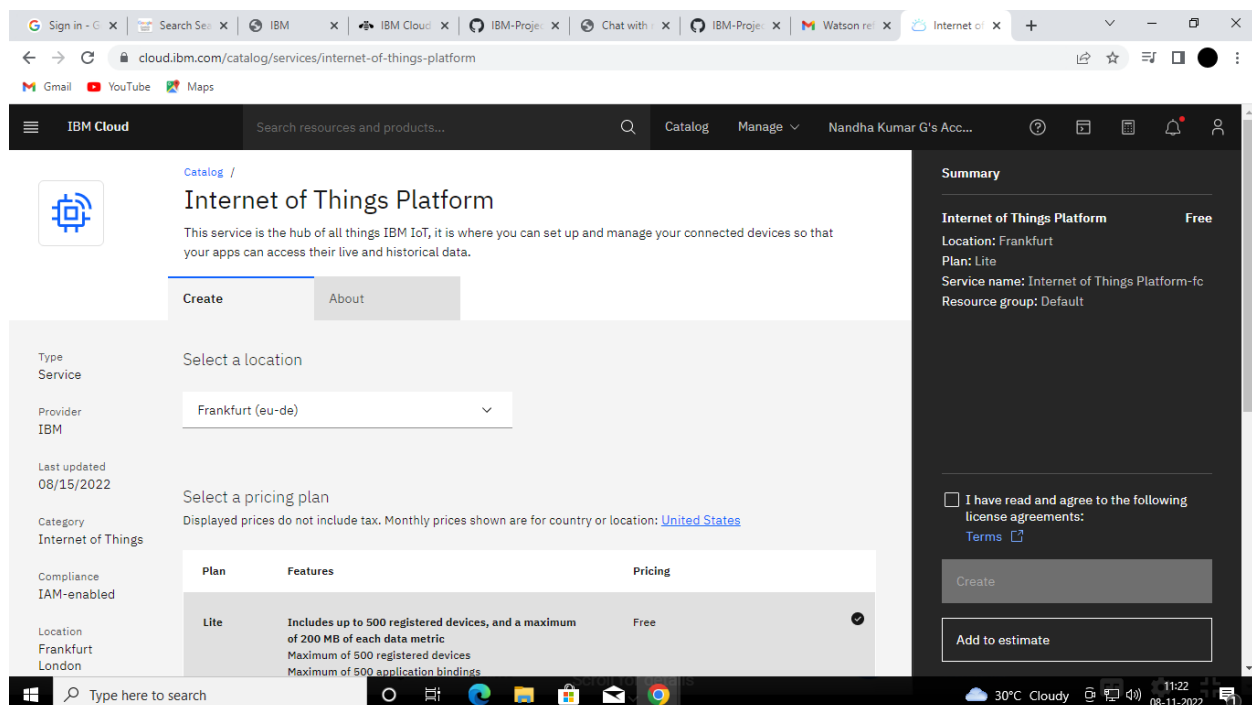 Sign in - G
Search Sea
IBM
IBM Cloud
IBM-Projec
Chat with
IBM-Projec
Watson ref
Internet of
cloud.ibm.com/catalog/services/internet-of-things-platform
Gmail
YouTube
Maps
IBM Cloud
Search resources and products...
Catalog
Manage
Nandha Kumar G's Acc...
Catalog /
Internet of Things Platform
This service is the hub of all things IBM IoT, it is where you can set up and manage your connected devices so that
your apps can access their live and historical data.
Create
About
Type
Service
Provider
IBM
Last updated
08/15/2022
Category
Internet of Things
Compliance
IAM-enabled
Location
Frankfurt
London
Select a location
Frankfurt (eu-de)
Select a pricing plan
Displayed prices do not include tax. Monthly prices shown are for country or location: United States
Plan Features Pricing
Lite
Includes up to 500 registered devices, and a maximum
of 200 MB of each data metric
Maximum of 500 registered devices
Maximum of 500 application bindings
Free
Summary
Internet of Things Platform Free
Location: Frankfurt
Plan: Lite
Service name: Internet of Things Platform-fc
Resource group: Default
I have read and agree to the following
license agreements:
Terms
Create
Add to estimate
Scroll for details
Type here to search
30°C Cloudy
11:22
08-11-2022
1